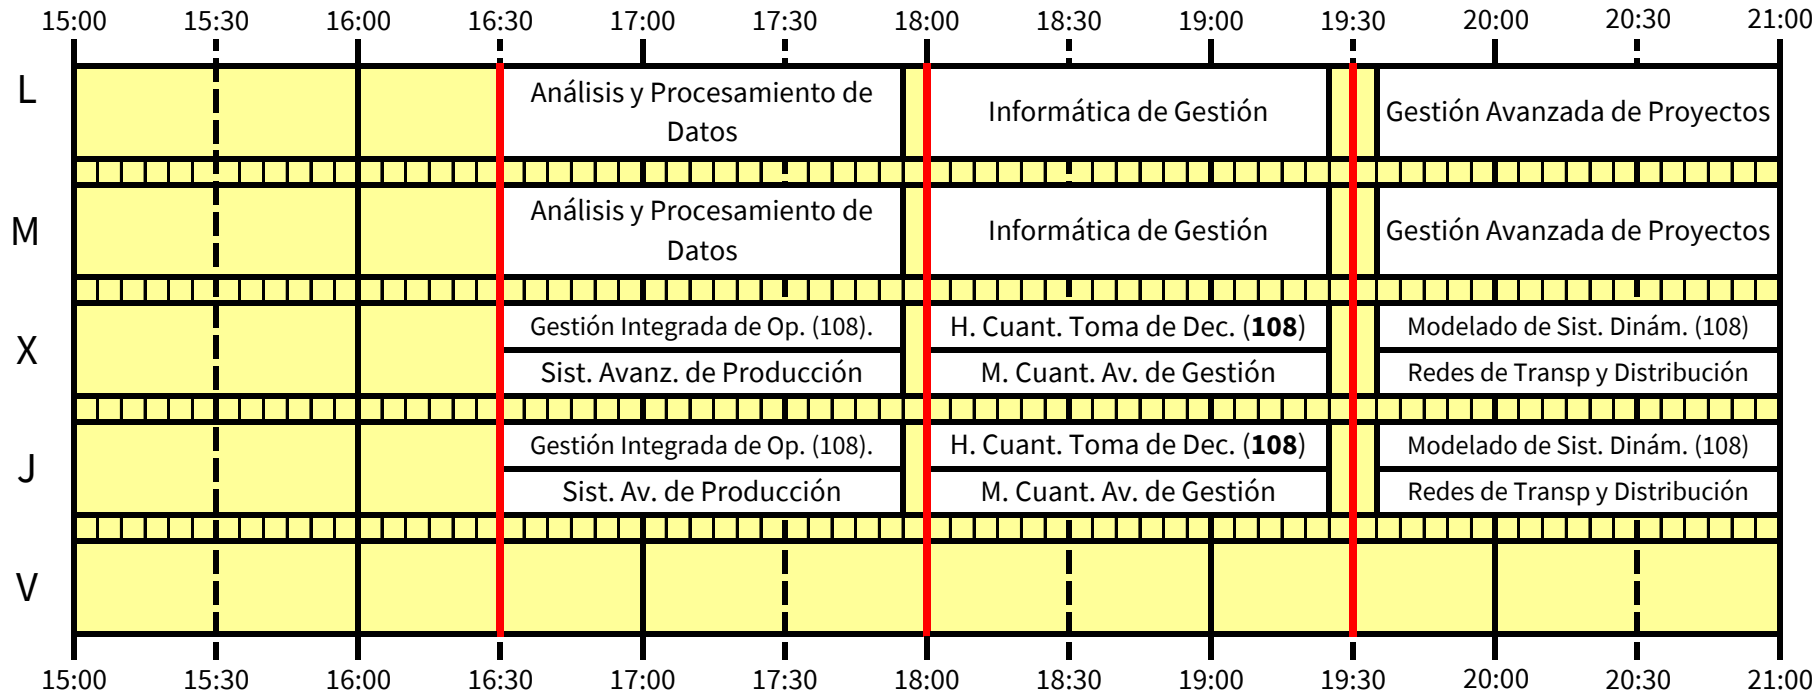 15:00 15:30 16:00 16:30 17:00 17:30 18:00 18:30 19:00 19:30 20:00 20:30 21:00
L
Análisis y Procesamiento de
Datos
Informática de Gestión
Gestión Avanzada de Proyectos
M
Análisis y Procesamiento de
Datos
Informática de Gestión
Gestión Avanzada de Proyectos
X
Gestión Integrada de Op. (108).
H. Cuant. Toma de Dec. (108)
Modelado de Sist. Dinám. (108)
Sist. Avanz. de Producción
M. Cuant. Av. de Gestión
Redes de Transp y Distribución
J
Gestión Integrada de Op. (108).
H. Cuant. Toma de Dec. (108)
Modelado de Sist. Dinám. (108)
Sist. Av. de Producción
M. Cuant. Av. de Gestión
Redes de Transp y Distribución
V
15:00 15:30 16:00 16:30 17:00 17:30 18:00 18:30 19:00 19:30 20:00 20:30 21:00